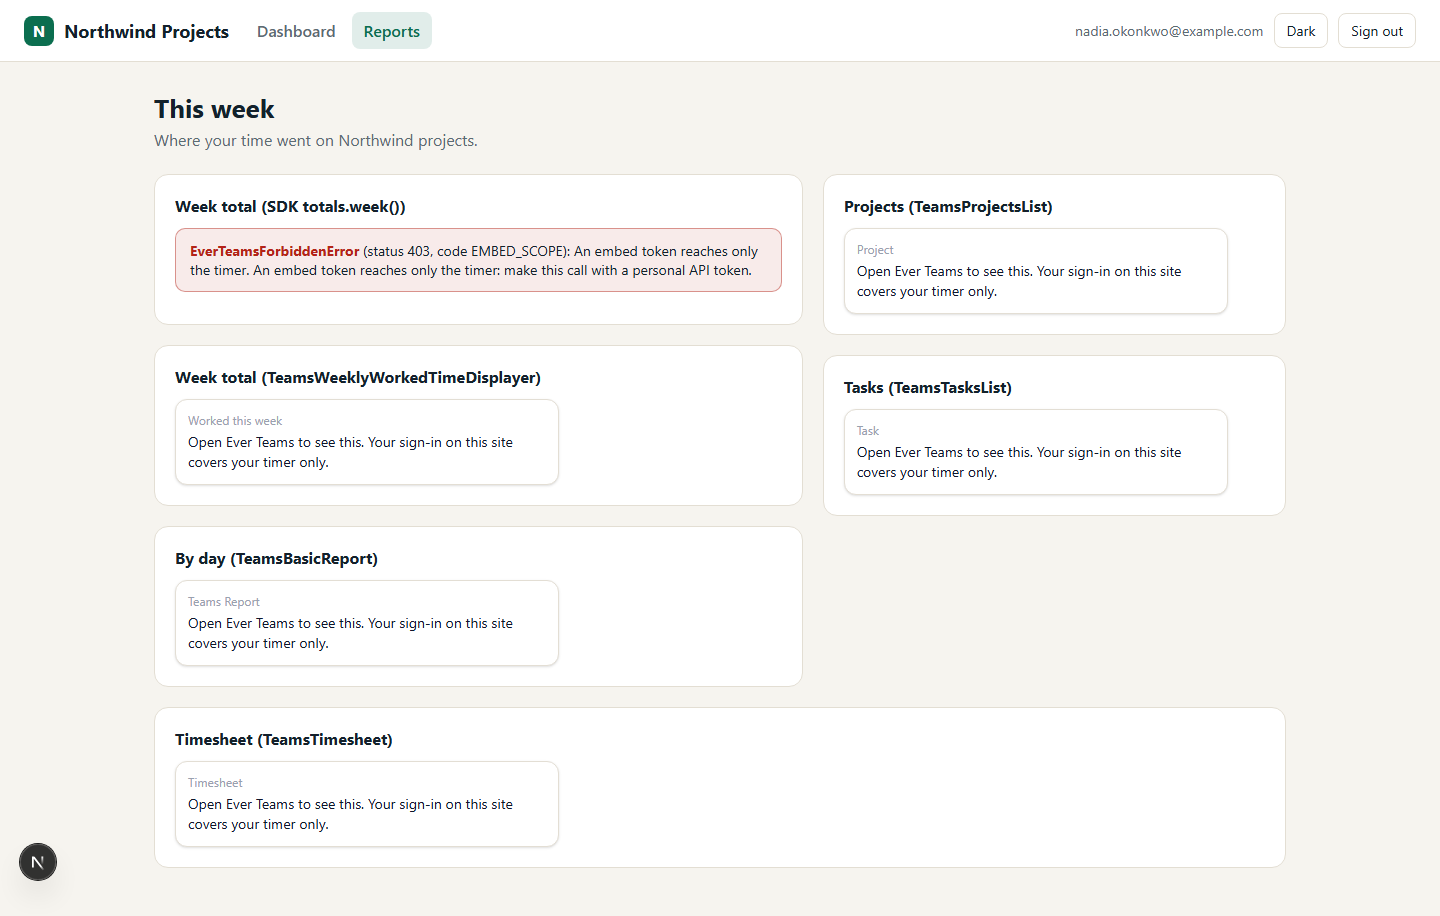 N Northwind Projects Dashboard Reports nadia.okonkwo@example.com Dark Sign out
This week
Where your time went on Northwind projects.
Week total (SDK totals.week())
EverTeamsForbiddenError (status 403, code EMBED_SCOPE): An embed token reaches only
the timer. An embed token reaches only the timer: make this call with a personal API token.
Week total (TeamsWeeklyWorkedTimeDisplayer)
Worked this week
Open Ever Teams to see this. Your sign-in on this site
covers your timer only.
By day (TeamsBasicReport)
Teams Report
Open Ever Teams to see this. Your sign-in on this site
covers your timer only.
Projects (TeamsProjectsList)
Project
Open Ever Teams to see this. Your sign-in on this site
covers your timer only.
Tasks (TeamsTasksList)
Task
Open Ever Teams to see this. Your sign-in on this site
covers your timer only.
Timesheet (TeamsTimesheet)
Timesheet
Open Ever Teams to see this. Your sign-in on this site
covers your timer only.
N